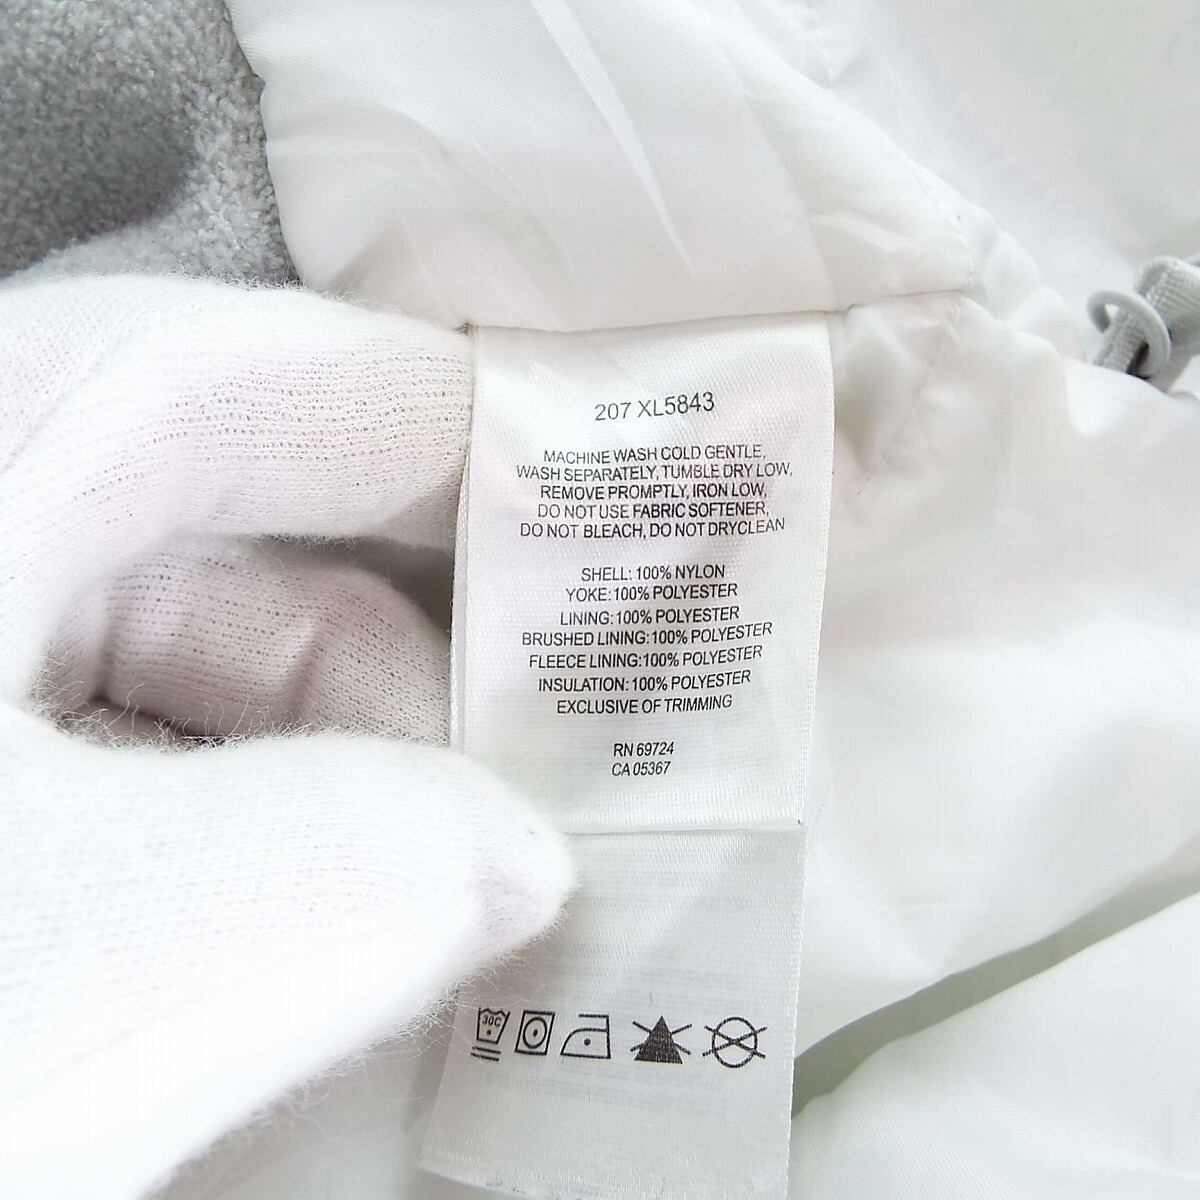 207 XL5843
MACHINE WASH COLD GENTLE,
WASH SEPARATELY, TUMBLE DRY LOW,
REMOVE PROMPTLY, IRON LOW,
DO NOT USE FABRIC SOFTENER,
DO NOT BLEACH, DO NOT DRYCLEAN
SHELL: 100% NYLON
YOKE: 100% POLYESTER
LINING: 100% POLYESTER
BRUSHED LINING: 100% POLYESTER
FLEECE LINING: 100% POLYESTER
INSULATION: 100% POLYESTER
EXCLUSIVE OF TRIMMING
RN 69724
CA 05367
30C